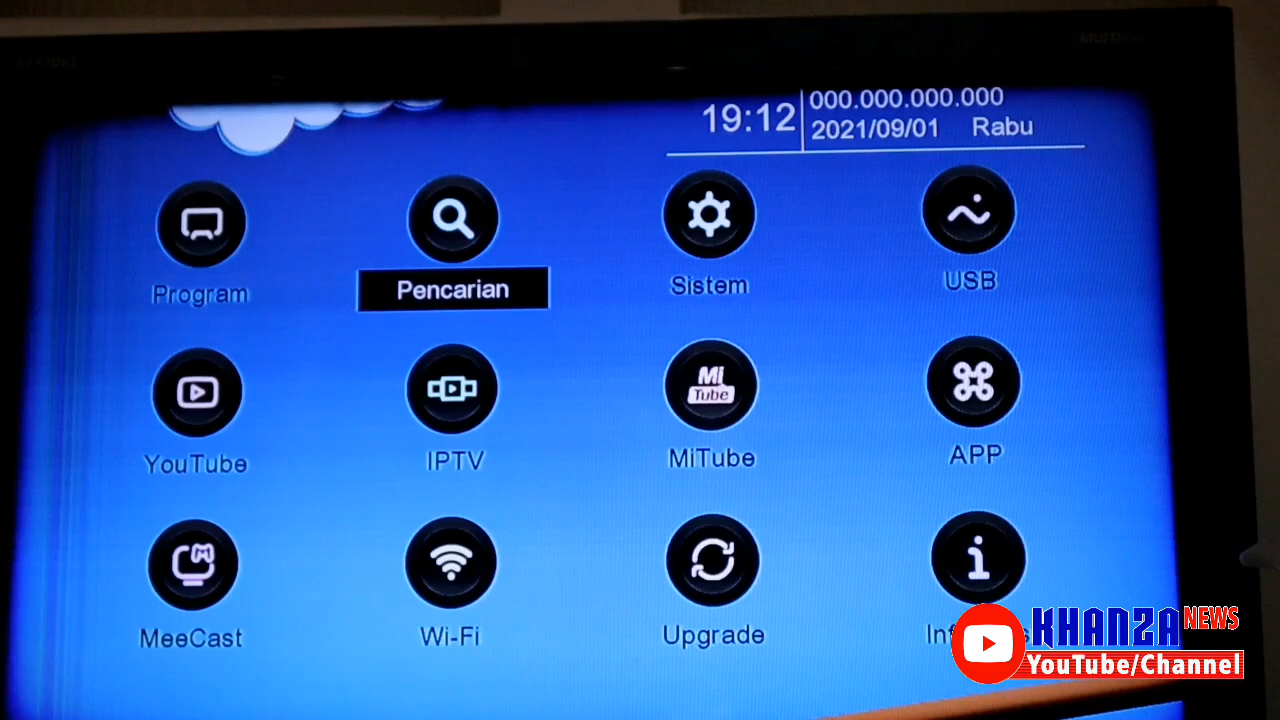 19:12
000.000.000.000
2021/09/01 Rabu
Program
Pencarian
Sistem
USB
Mi
Tube
YouTube
IPTV
MiTube
APP
MeeCast
Wi-Fi
Upgrade
KHANZA NEWS
YouTube/Channel